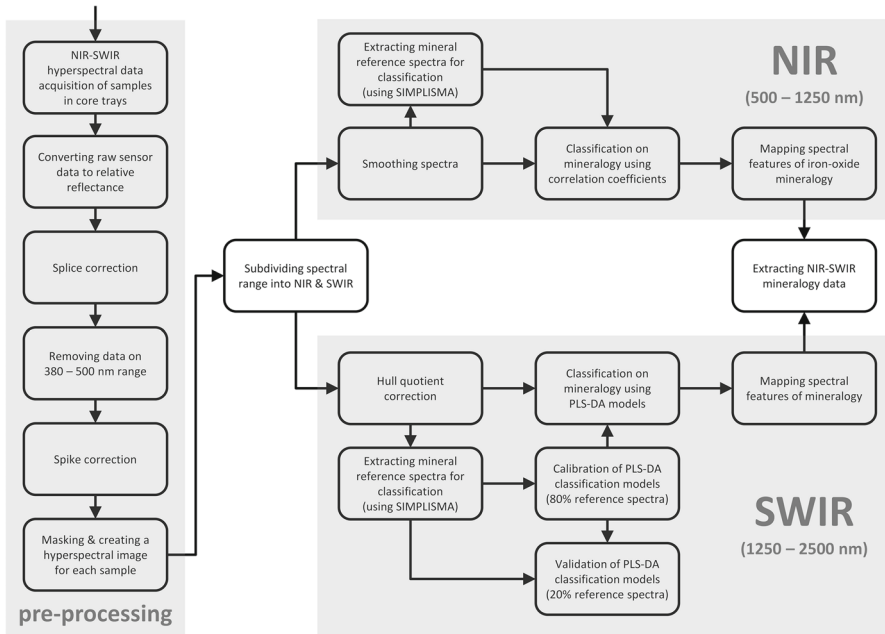 NIR-SWIR
hyperspectral data
acquisition of samples
in core trays
Converting raw sensor
data to relative
reflectance
Splice correction
Removing data on
380 – 500 nm range
Spike correction
Masking & creating a
hyperspectral image
for each sample
pre-processing
Subdividing spectral
range into NIR & SWIR
NIR
(500 – 1250 nm)
Extracting mineral
reference spectra for
classification
(using SIMPLISMA)
Smoothing spectra
Classification on
mineralogy using
correlation coefficients
Mapping spectral
features of iron-oxide
mineralogy
Extracting NIR-SWIR
mineralogy data
Hull quotient
correction
Classification on
mineralogy using
PLS-DA models
Mapping spectral
features of mineralogy
Extracting mineral
reference spectra for
classification
(using SIMPLISMA)
Calibration of PLS-DA
classification models
(80% reference spectra)
Validation of PLS-DA
classification models
(20% reference spectra)
SWIR
(1250 – 2500 nm)